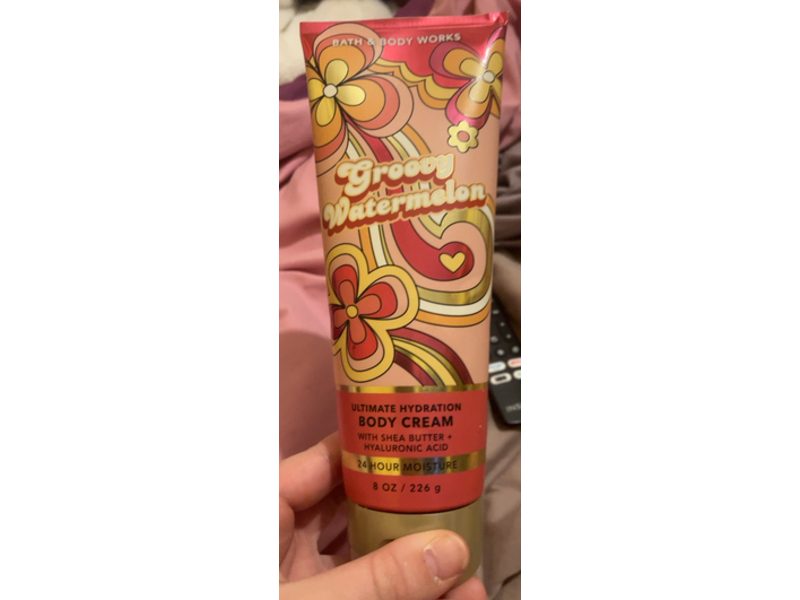 BATH & BODY WORKS
Groovy
Watermelon
ULTIMATE HYDRATION
BODY CREAM
WITH SHEA BUTTER +
HYALURONIC ACID
24 HOUR MOISTURE
8 OZ / 226 g